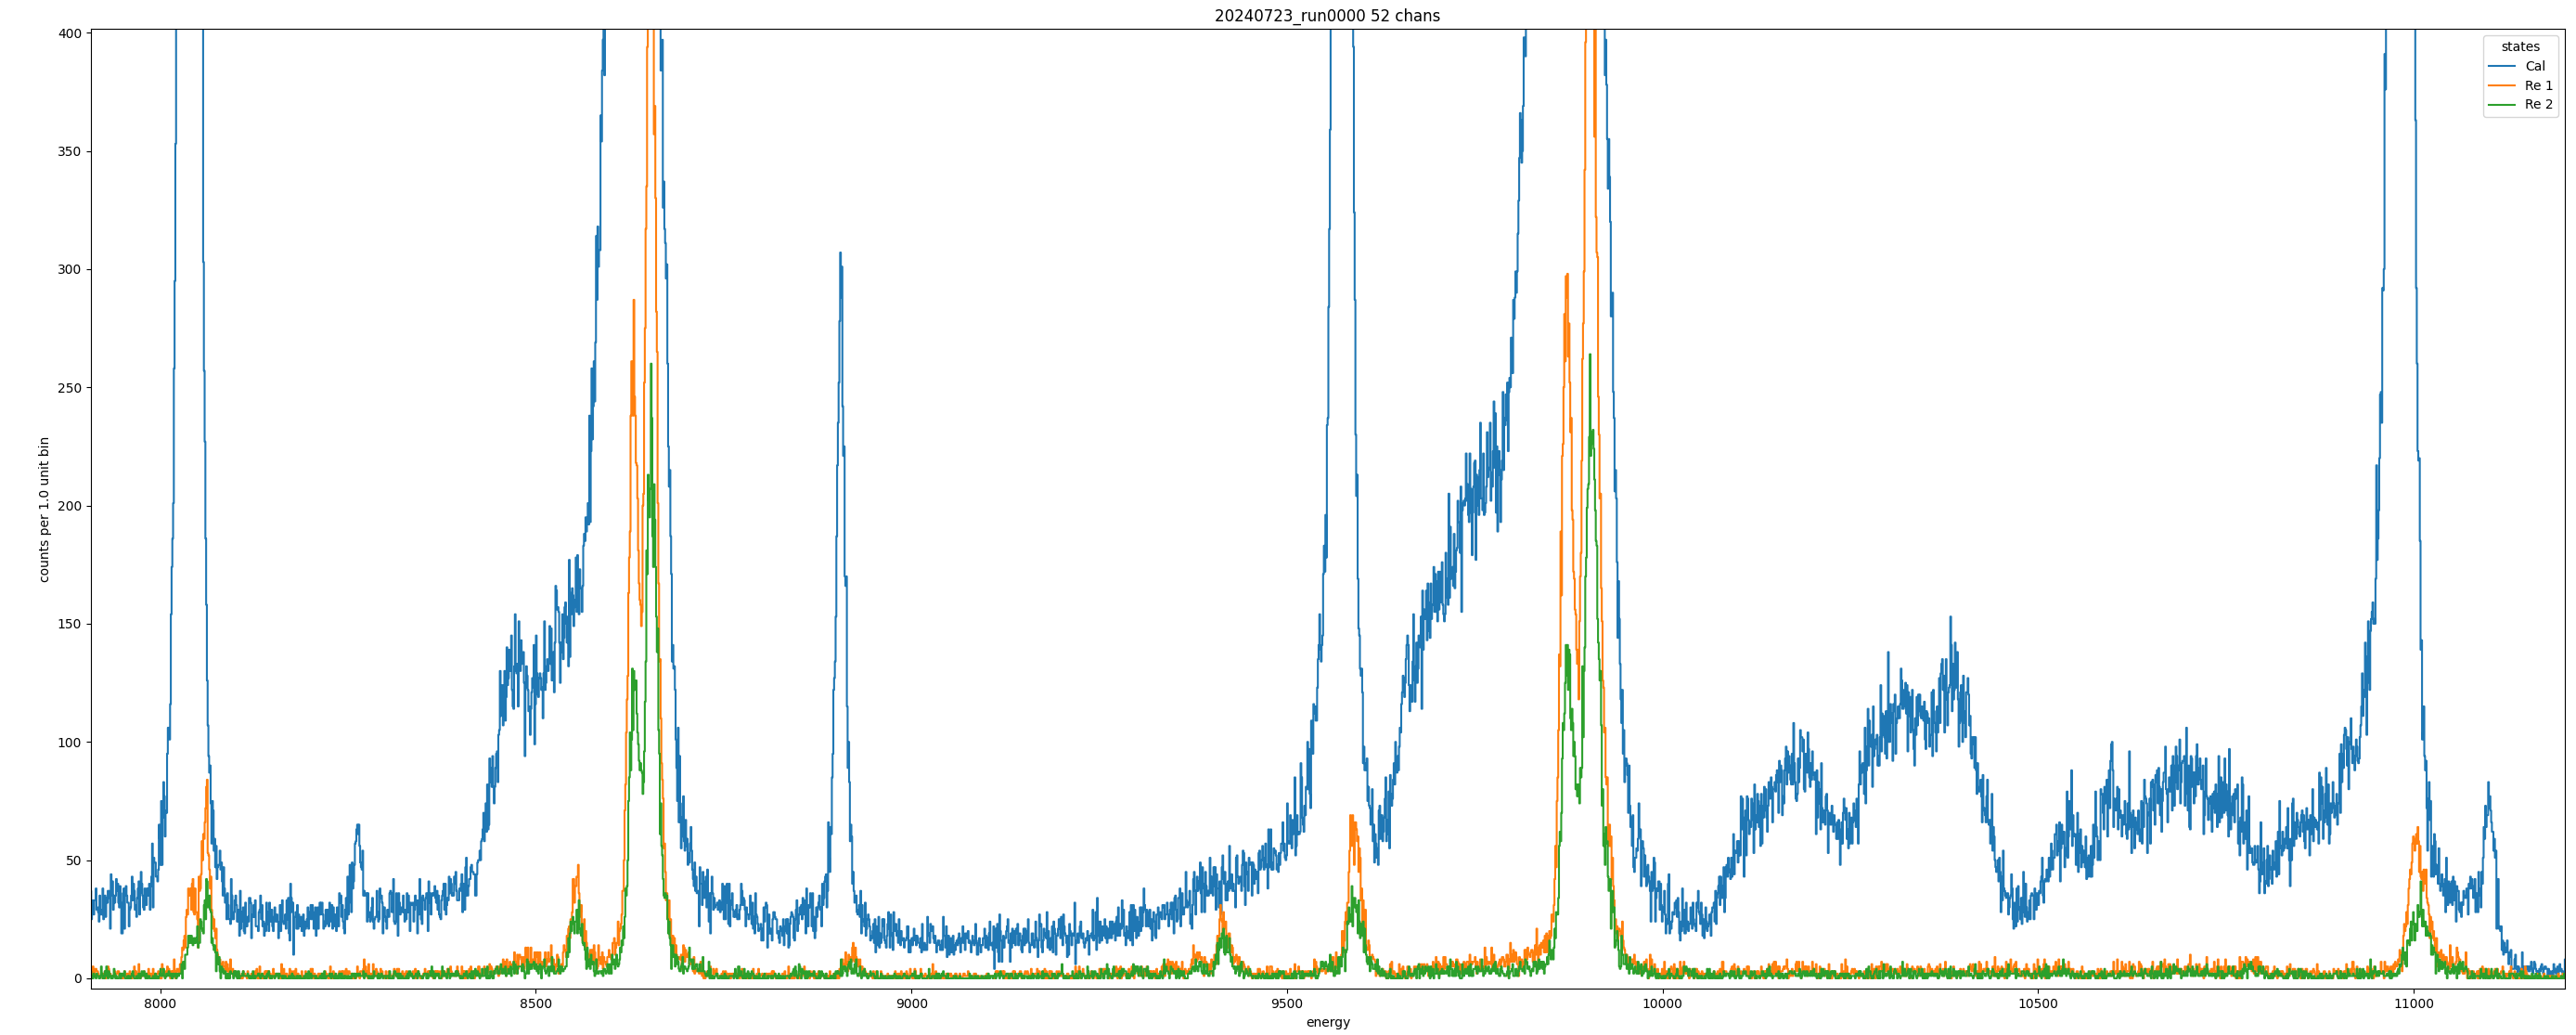 20240723_run0000 52 chans
states
Cal
Re 1
Re 2
counts per 1.0 unit bin
400
350
300
250
200
150
100
50
0
8000 8500 9000 9500 10000 10500 11000
energy